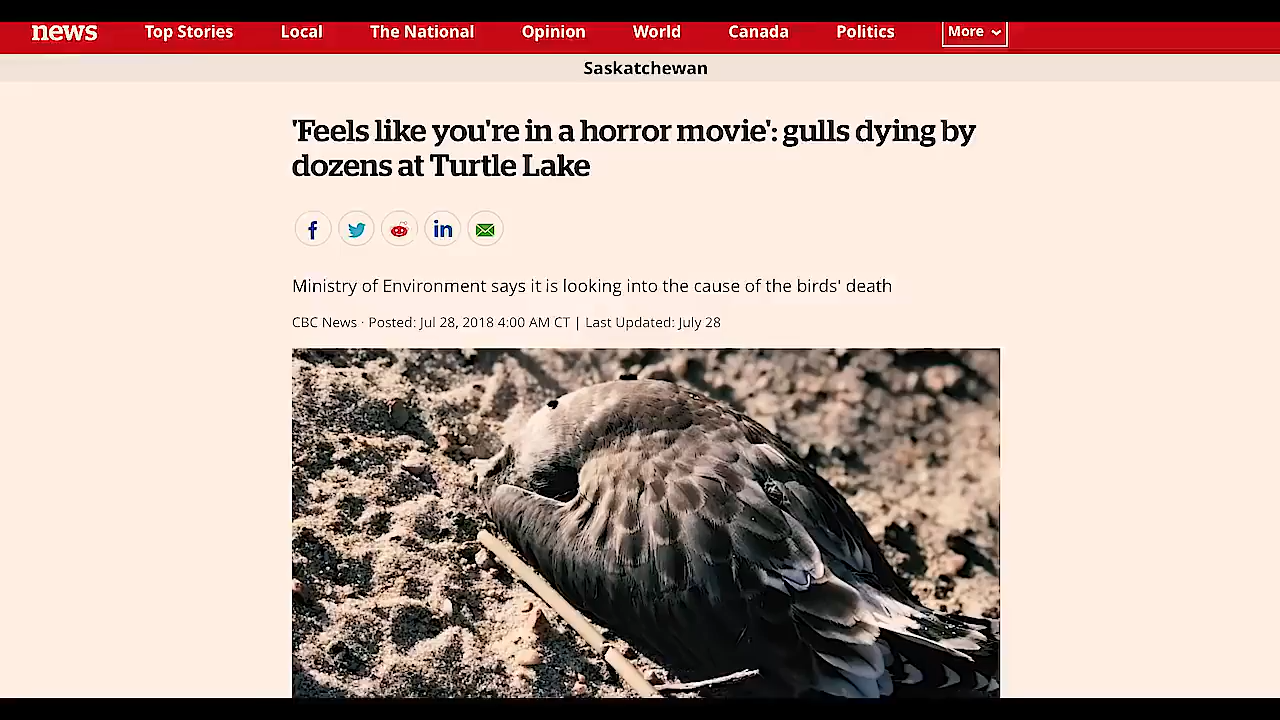 news Top Stories Local The National Opinion World Canada Politics More
Saskatchewan
'Feels like you're in a horror movie': gulls dying by
dozens at Turtle Lake
Ministry of Environment says it is looking into the cause of the birds' death
CBC News · Posted: Jul 28, 2018 4:00 AM CT | Last Updated: July 28